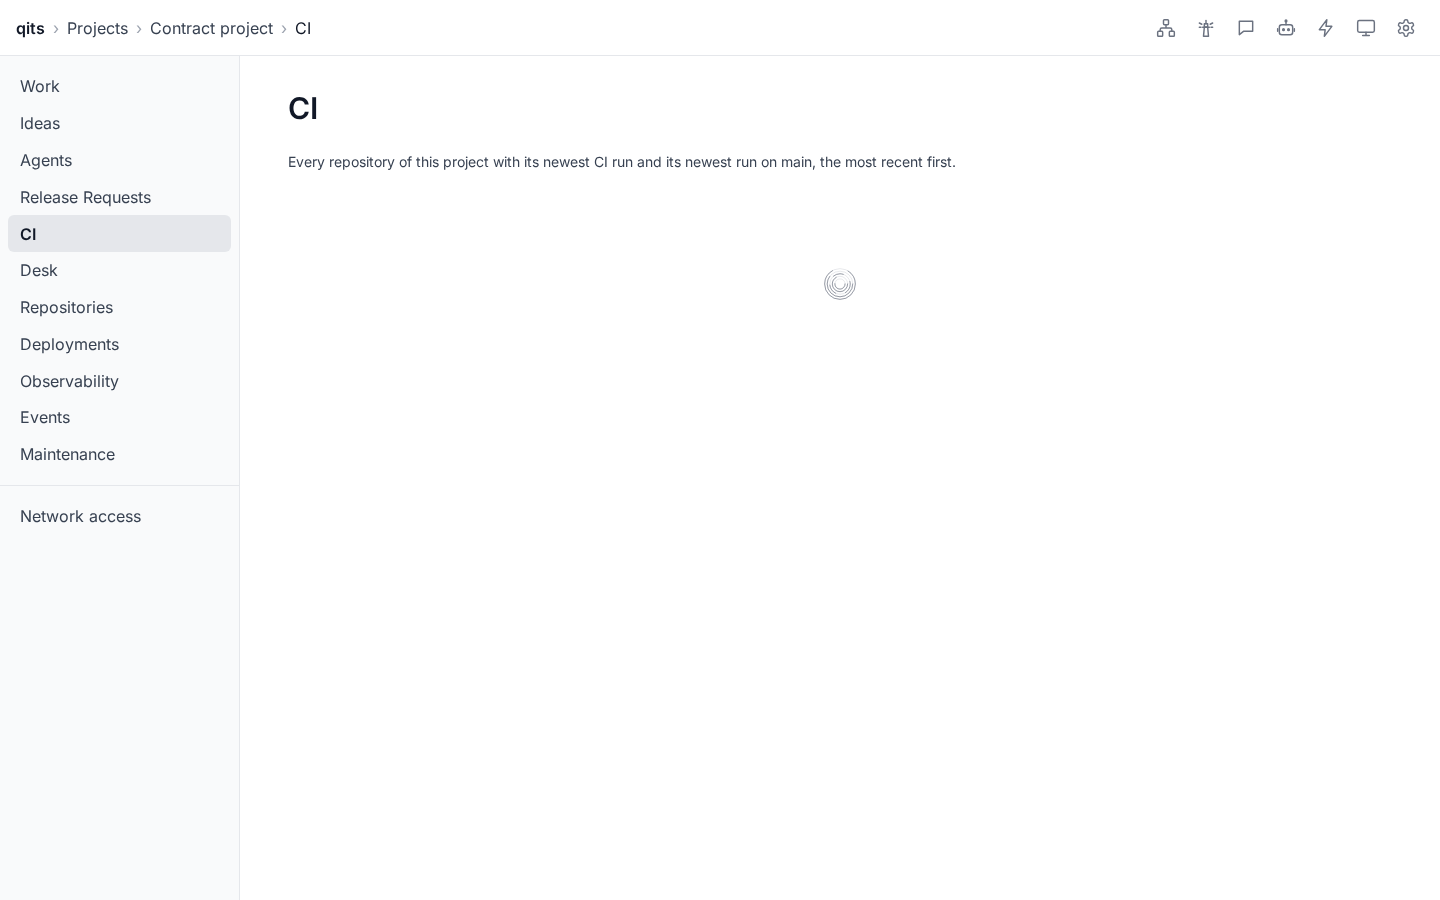 qits › Projects › Contract project › CI
Work
Ideas
Agents
Release Requests
CI
Desk
Repositories
Deployments
Observability
Events
Maintenance
Network access
CI
Every repository of this project with its newest CI run and its newest run on main, the most recent first.